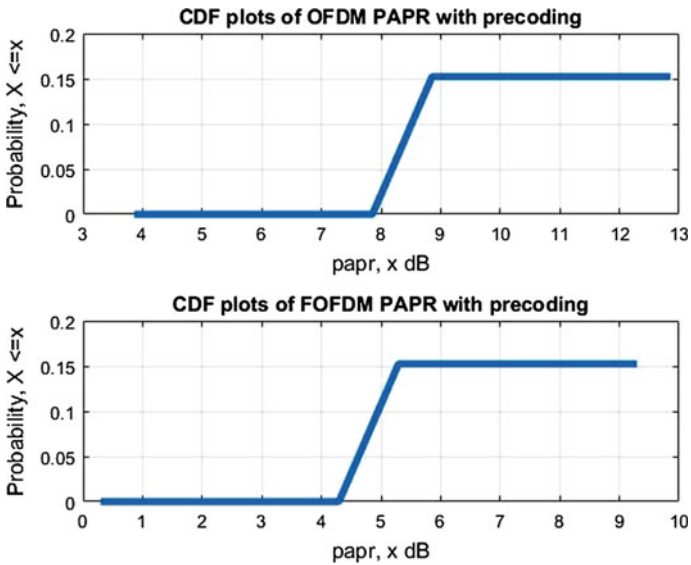 CDF plots of OFDM PAPR with precoding
0.2
0.15
0.1
0.05
0
Probability, X <=x
3 4 5 6 7 8 9 10 11 12 13
papr, x dB
CDF plots of FOFDM PAPR with precoding
0.2
0.15
0.1
0.05
0
Probability, X <=x
0 1 2 3 4 5 6 7 8 9 10
papr, x dB